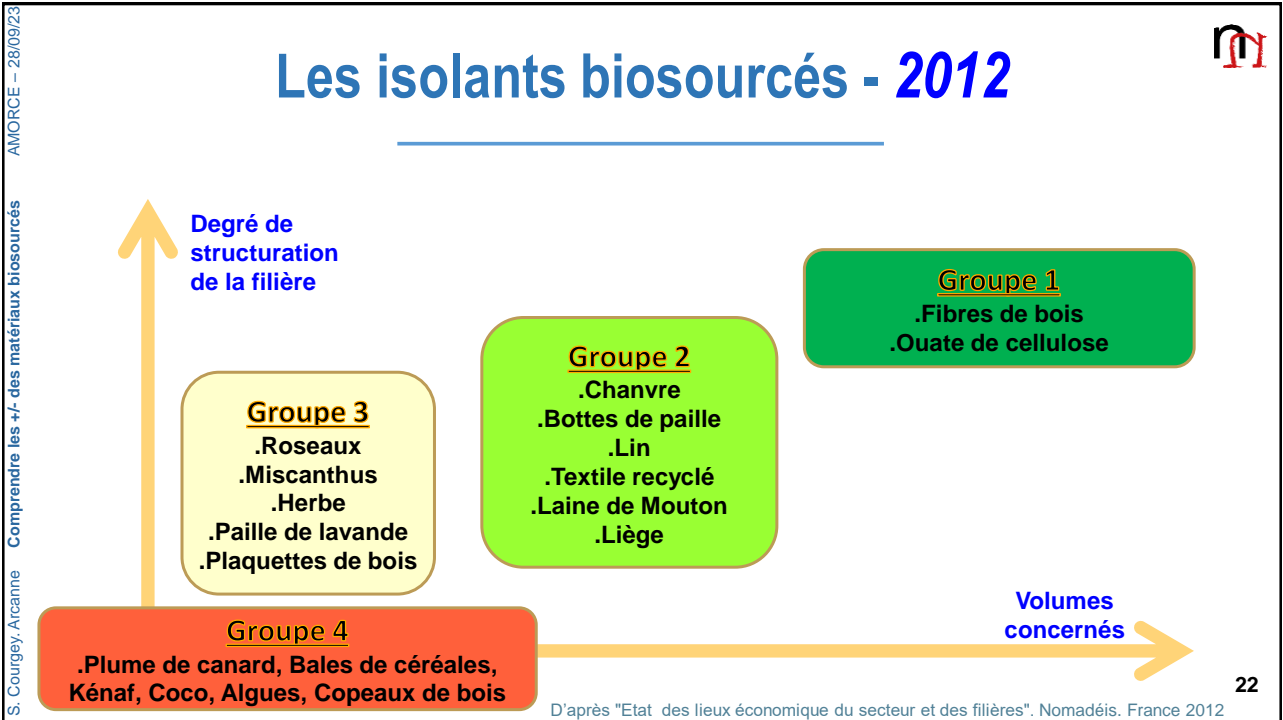 Les isolants biosourcés - 2012
AMORCE – 28/09/23
Comprendre les +/- des matériaux biosourcés
S. Courgey. Arcanne
Degré de
structuration
de la filière
Groupe 1
.Fibres de bois
.Ouate de cellulose
Groupe 2
.Chanvre
.Bottes de paille
.Lin
.Textile recyclé
.Laine de Mouton
.Liège
Groupe 3
.Roseaux
.Miscanthus
.Herbe
.Paille de lavande
.Plaquettes de bois
Groupe 4
.Plume de canard, Bales de céréales,
Kénaf, Coco, Algues, Copeaux de bois
Volumes
concernés
22
D'après "Etat des lieux économique du secteur et des filières". Nomadéis. France 2012